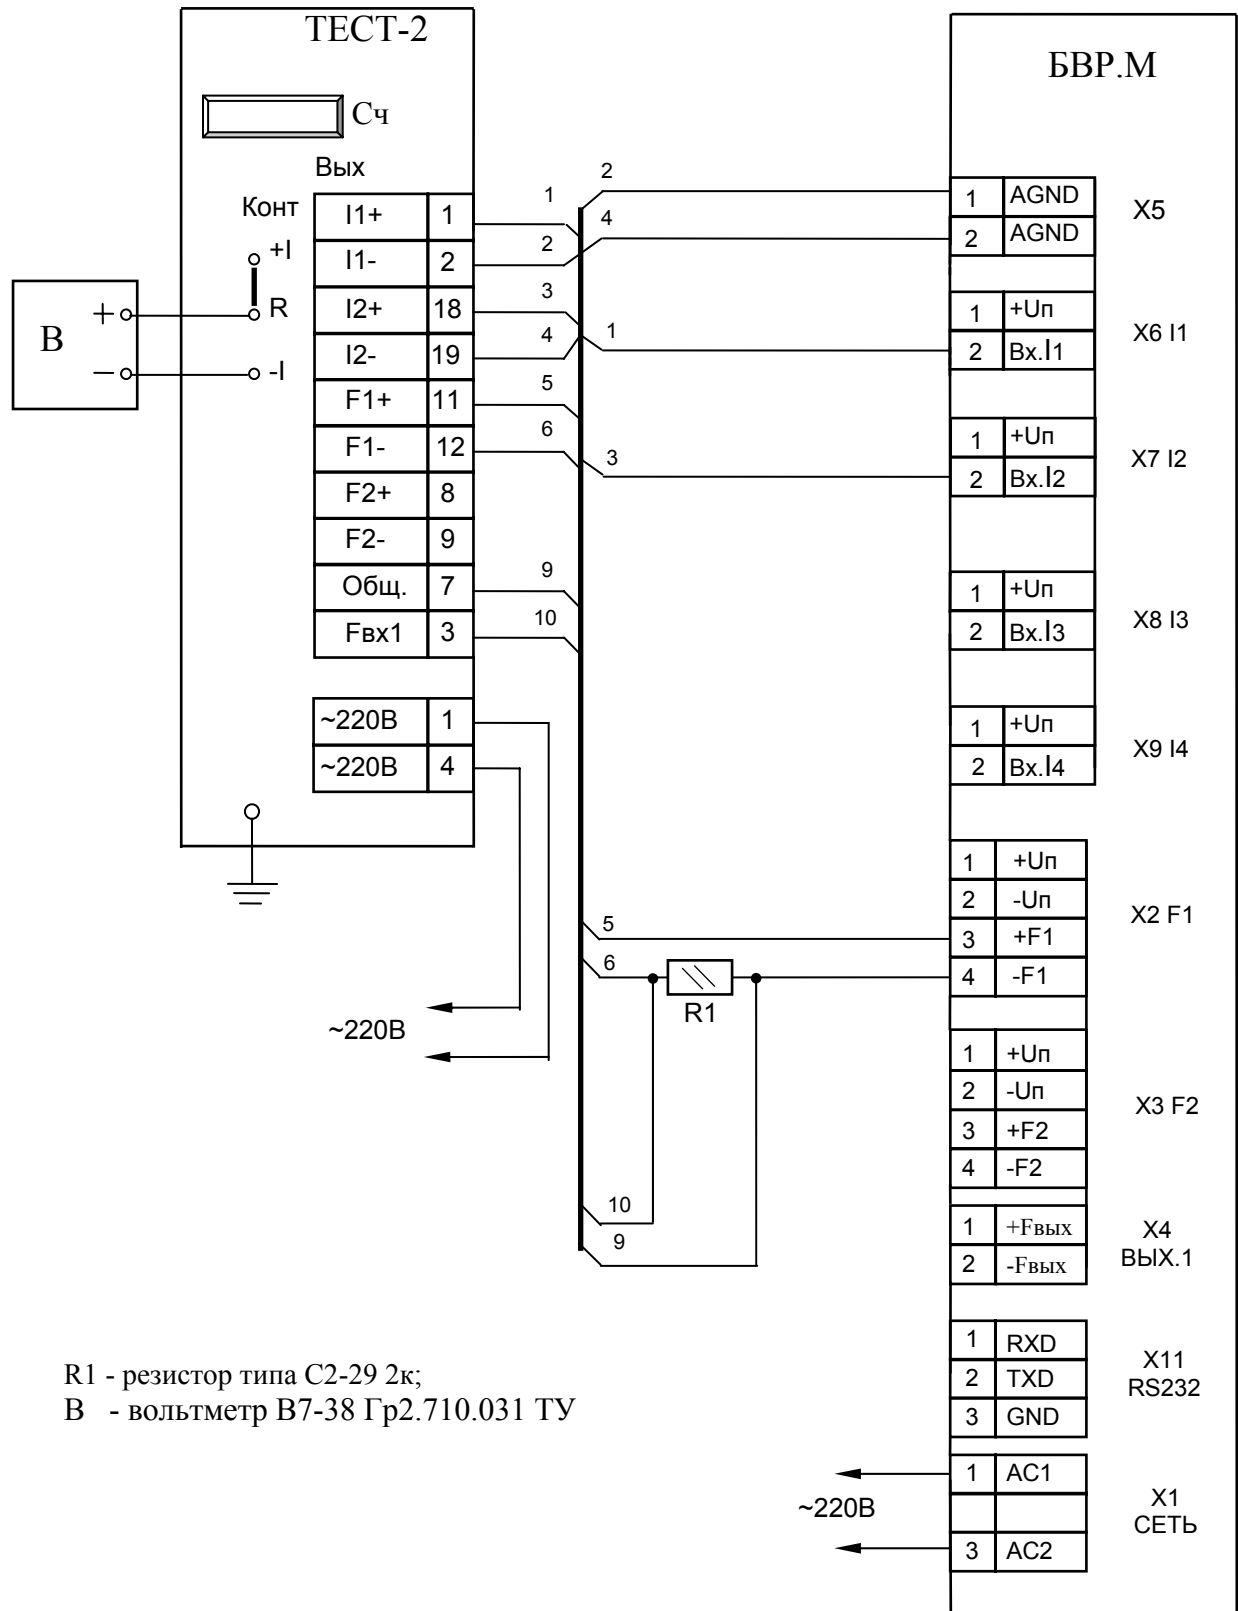 ТЕСТ-2
Сч
Вых
Конт
+I
R
-I
В
+
—
I1+ 1
I1- 2
I2+ 18
I2- 19
F1+ 11
F1- 12
F2+ 8
F2- 9
Общ. 7
Fвх1 3
~220В 1
~220В 4
~220В
1
2
3
4
5
6
9
10
2
4
1
3
5
6
R1
10
9
БВР.М
1 AGND
2 AGND
X5
1 +Uп
2 Вх.I1
X6 I1
1 +Uп
2 Вх.I2
X7 I2
1 +Uп
2 Вх.I3
X8 I3
1 +Uп
2 Вх.I4
X9 I4
1 +Uп
2 -Uп
3 +F1
4 -F1
X2 F1
1 +Uп
2 -Uп
3 +F2
4 -F2
X3 F2
1 +Fвых
2 -Fвых
X4
ВЫХ.1
1 RXD
2 TXD
3 GND
X11
RS232
1 AC1
3 AC2
X1
СЕТЬ
~220В
R1 - резистор типа С2-29 2к;
В - вольтметр В7-38 Гр2.710.031 ТУ